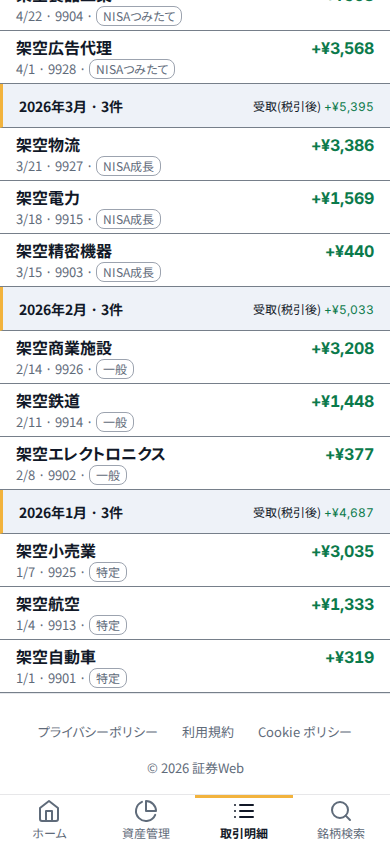 4/22 · 9904 · NISAつみたて
架空広告代理 +¥3,568
4/1 · 9928 · NISAつみたて
2026年3月 · 3件 受取(税引後) +¥5,395
架空物流 +¥3,386
3/21 · 9927 · NISA成長
架空電力 +¥1,569
3/18 · 9915 · NISA成長
架空精密機器 +¥440
3/15 · 9903 · NISA成長
2026年2月 · 3件 受取(税引後) +¥5,033
架空商業施設 +¥3,208
2/14 · 9926 · 一般
架空鉄道 +¥1,448
2/11 · 9914 · 一般
架空エレクトロニクス +¥377
2/8 · 9902 · 一般
2026年1月 · 3件 受取(税引後) +¥4,687
架空小売業 +¥3,035
1/7 · 9925 · 特定
架空航空 +¥1,333
1/4 · 9913 · 特定
架空自動車 +¥319
1/1 · 9901 · 特定
プライバシーポリシー 利用規約 Cookie ポリシー
© 2026 証券Web
ホーム 資産管理 取引明細 銘柄検索